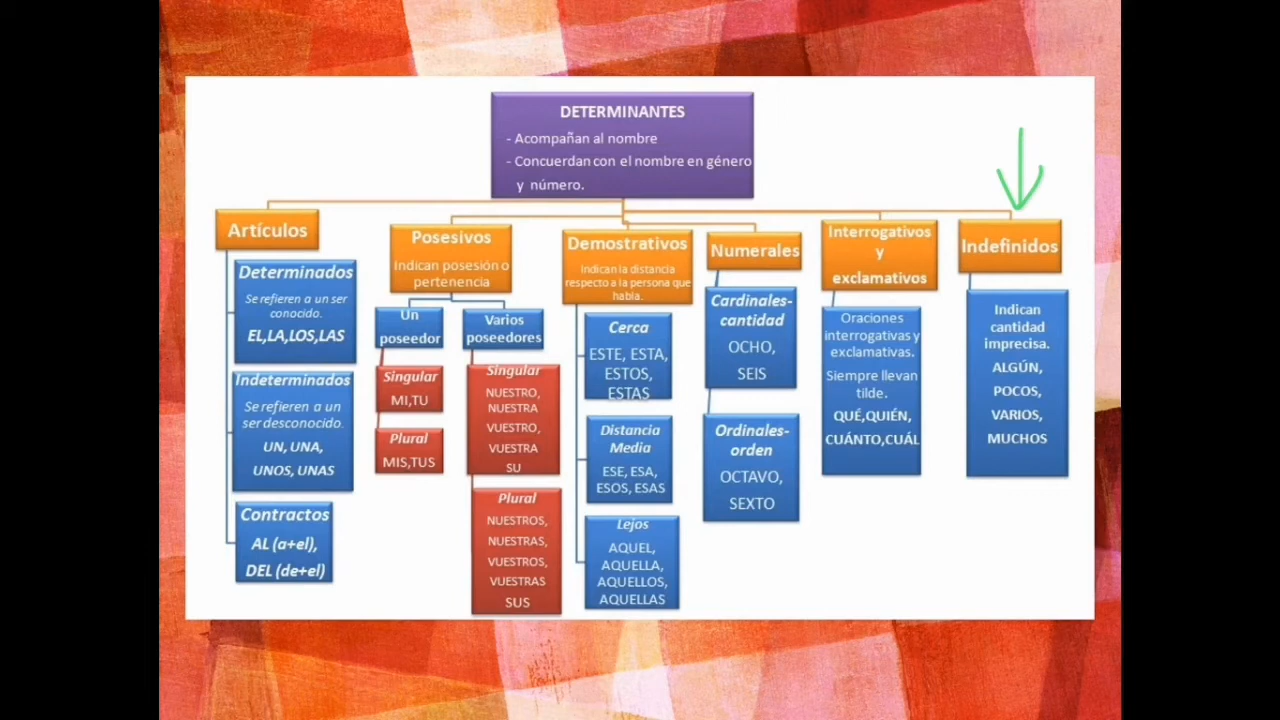 DETERMINANTES
- Acompañan al nombre
- Concuerdan con el nombre en género
y número.
Artículos
Determinados
Se refieren a un ser
conocido.
EL,LA,LOS,LAS
Indeterminados
Se refieren a un
ser desconocido.
UN, UNA,
UNOS, UNAS
Contractos
AL (a+el),
DEL (de+el)
Posesivos
Indican posesión o
pertenencia
Un
poseedor
Singular
MI,TU
Plural
MIS,TUS
Varios
poseedores
Singular
NUESTRO,
NUESTRA
VUESTRO,
VUESTRA
SU
Plural
NUESTROS,
NUESTRAS,
VUESTROS,
VUESTRAS
SUS
Demostrativos
Indican la distancia
respecto a la persona que
habla.
Cerca
ESTE, ESTA,
ESTOS,
ESTAS
Distancia
Media
ESE, ESA,
ESOS, ESAS
Lejos
AQUEL,
AQUELLA,
AQUELLOS,
AQUELLAS
Numerales
Cardinales-
cantidad
OCHO,
SEIS
Ordinales-
orden
OCTAVO,
SEXTO
Interrogativos
y
exclamativos
Oraciones
interrogativas y
exclamativas.
Siempre llevan
tilde.
QUÉ,QUIÉN,
CUÁNTO,CUÁL
Indefinidos
Indican
cantidad
imprecisa.
ALGÚN,
POCOS,
VARIOS,
MUCHOS